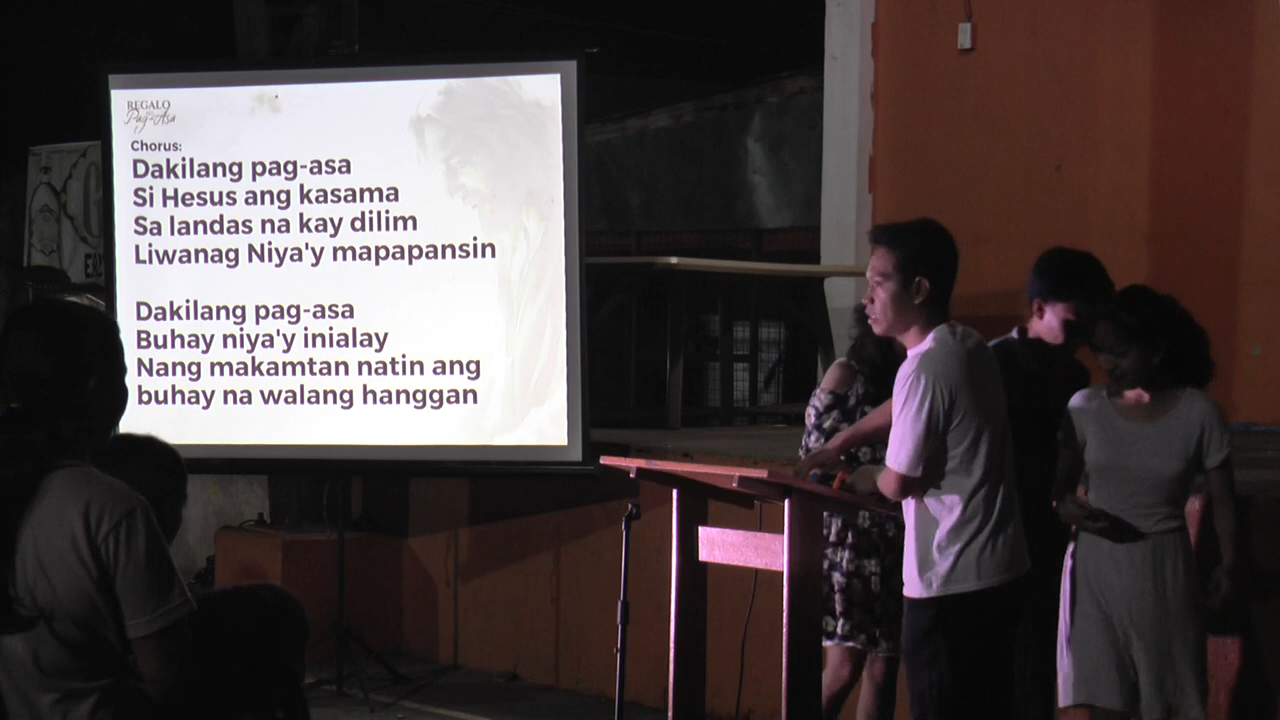 REGALO
Pag-Asa
Chorus:
Dakilang pag-asa
Si Hesus ang kasama
Sa landas na kay dilim
Liwanag Niya'y mapapansin
Dakilang pag-asa
Buhay niya'y inialay
Nang makamtan natin ang
buhay na walang hanggan